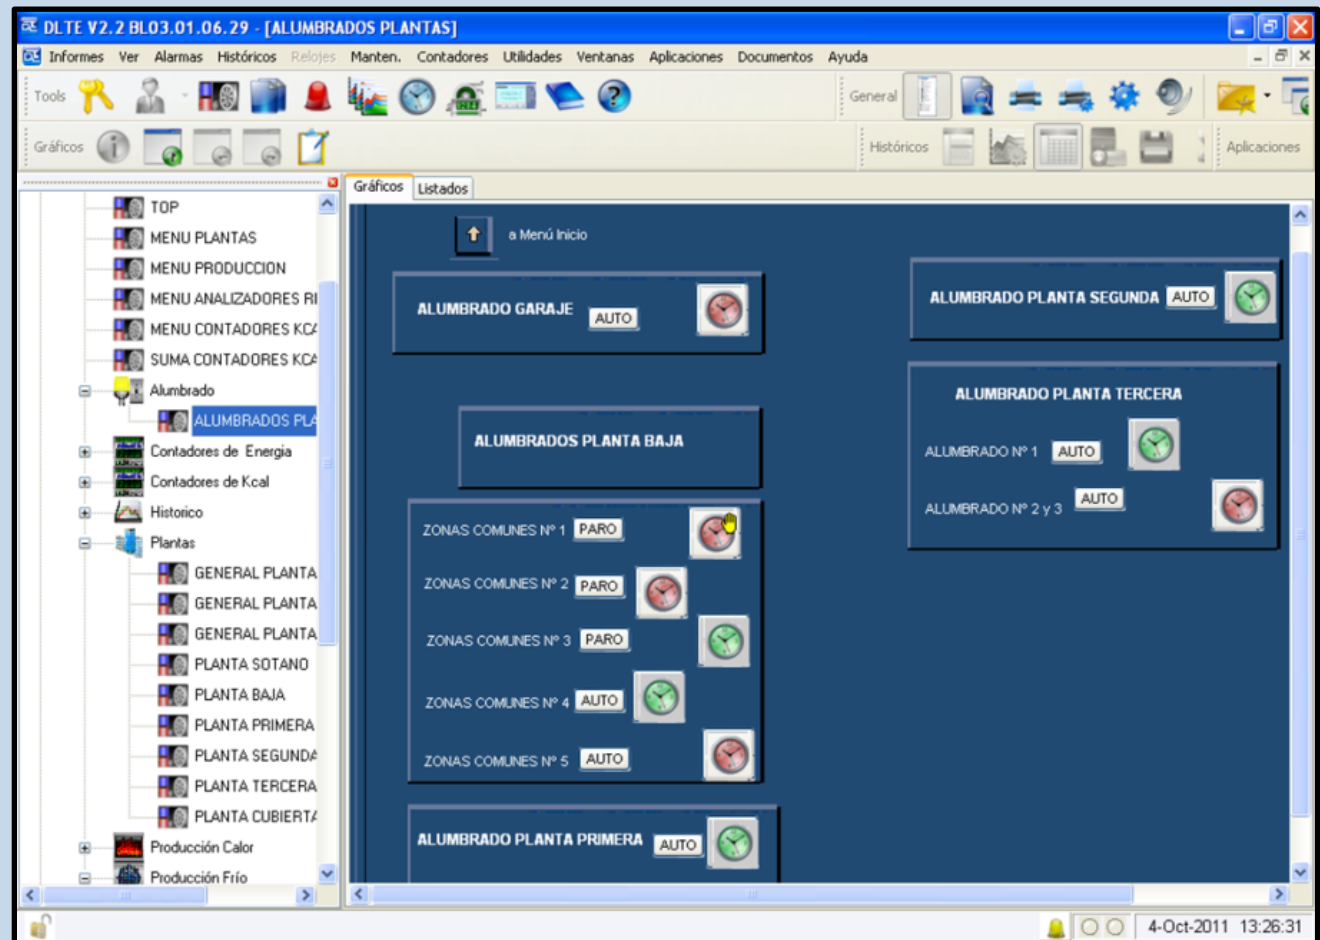 DLTE V2.2 BL03.01.06.29 - [ALUMBRADOS PLANTAS]
Informes Ver Alarmas Históricos Relojes Manten. Contadores Utilidades Ventanas Aplicaciones Documentos Ayuda
Tools
General
Gráficos
Históricos
Aplicaciones
TOP
MENU PLANTAS
MENU PRODUCCION
MENU ANALIZADORES RI
MENU CONTADORES KCA
SUMA CONTADORES KCA
Alumbrado
ALUMBRADOS PLA
Contadores de Energia
Contadores de Kcal
Historico
Plantas
GENERAL PLANTA
GENERAL PLANTA
GENERAL PLANTA
PLANTA SOTANO
PLANTA BAJA
PLANTA PRIMERA
PLANTA SEGUNDA
PLANTA TERCERA
PLANTA CUBIERTA
Producción Calor
Producción Frío
Gráficos Listados
a Menú Inicio
ALUMBRADO GARAJE AUTO
ALUMBRADOS PLANTA BAJA
ZONAS COMUNES Nº 1 PARO
ZONAS COMUNES Nº 2 PARO
ZONAS COMUNES Nº 3 PARO
ZONAS COMUNES Nº 4 AUTO
ZONAS COMUNES Nº 5 AUTO
ALUMBRADO PLANTA PRIMERA AUTO
ALUMBRADO PLANTA SEGUNDA AUTO
ALUMBRADO PLANTA TERCERA
ALUMBRADO Nº 1 AUTO
ALUMBRADO Nº 2 y 3 AUTO
4-Oct-2011 13:26:31